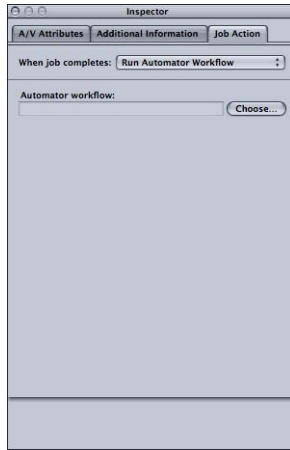 Inspector
A/V Attributes Additional Information Job Action
When job completes: Run Automator Workflow
Automator workflow:
Choose...